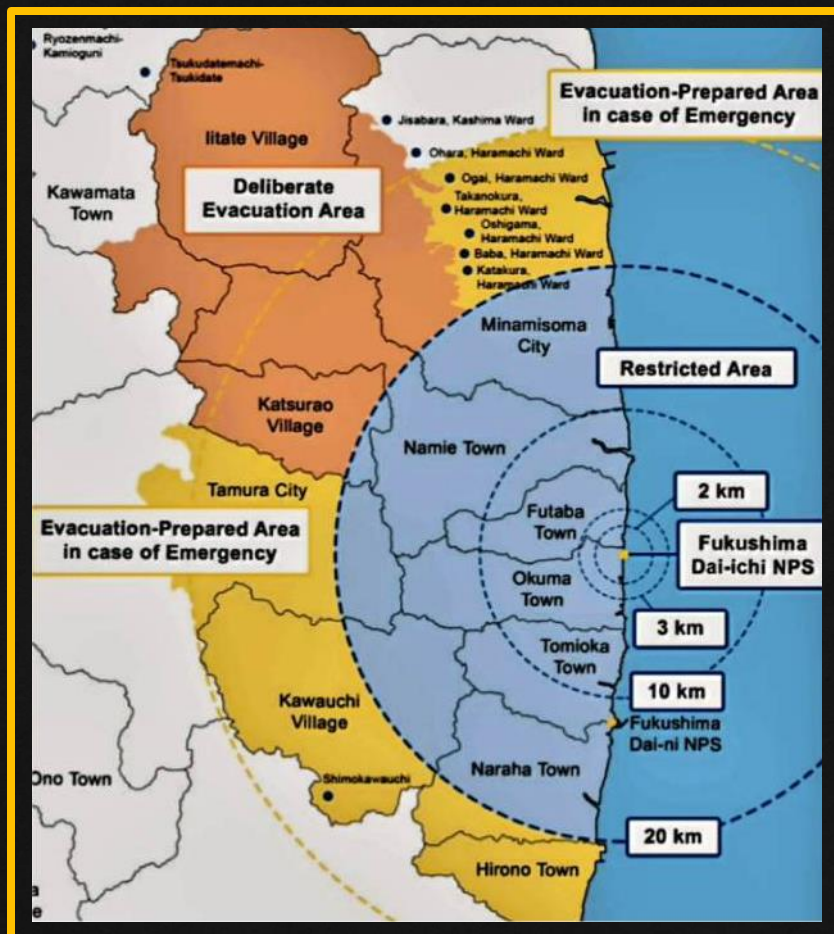 Ryozenmachi-
Kamioguni
Tsukudatemachi-
Tsukidate
Evacuation-Prepared Area
in case of Emergency
Jisabara, Kashima Ward
Iitate Village
Ohara, Haramachi Ward
Deliberate
Evacuation Area
Ogai, Haramachi Ward
Kawamata
Town
Takanokura,
Haramachi Ward
Oshigama,
Haramachi Ward
Baba, Haramachi Ward
Katakura,
Haramachi Ward
Minamisoma
City
Restricted Area
Katsurao
Village
Namie Town
Tamura City
2 km
Futaba
Town
Evacuation-Prepared Area
in case of Emergency
Fukushima
Dai-ichi NPS
Okuma
Town
3 km
Tomioka
Town
10 km
Kawauchi
Village
Fukushima
Dai-ni NPS
Naraha Town
Ono Town
Shimokawauchi
20 km
Hirono Town